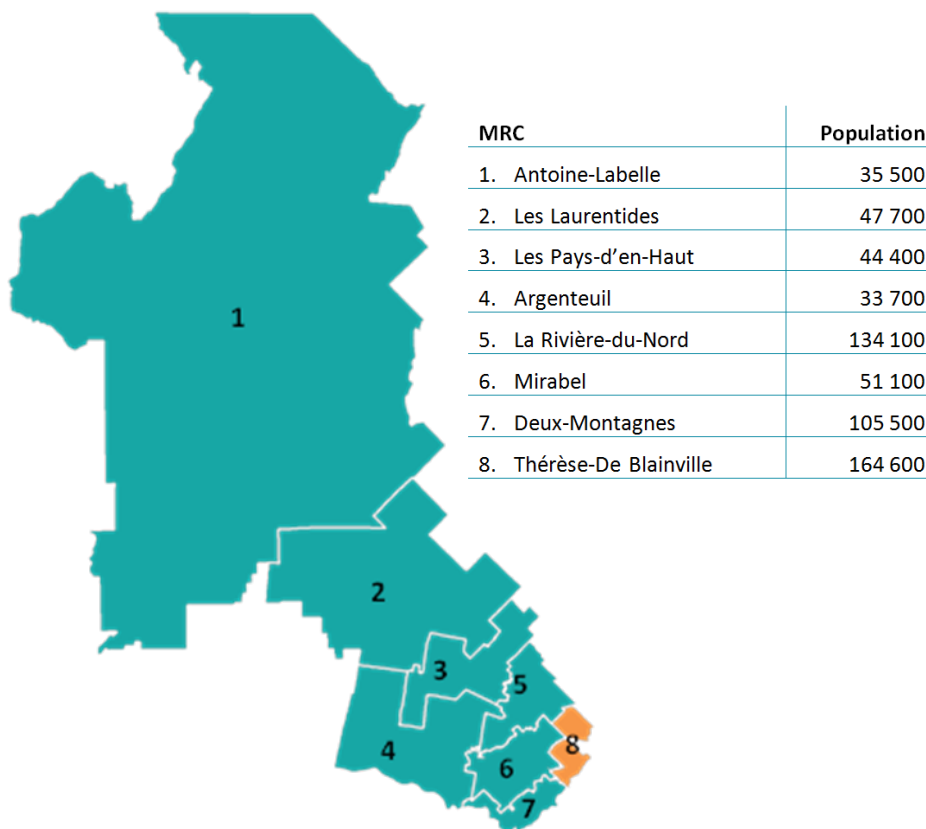 MRC Population
1. Antoine-Labelle 35 500
2. Les Laurentides 47 700
3. Les Pays-d’en-Haut 44 400
4. Argenteuil 33 700
5. La Rivière-du-Nord 134 100
6. Mirabel 51 100
7. Deux-Montagnes 105 500
8. Thérèse-De Blainville 164 600
1
2
3
5
4
8
6
7